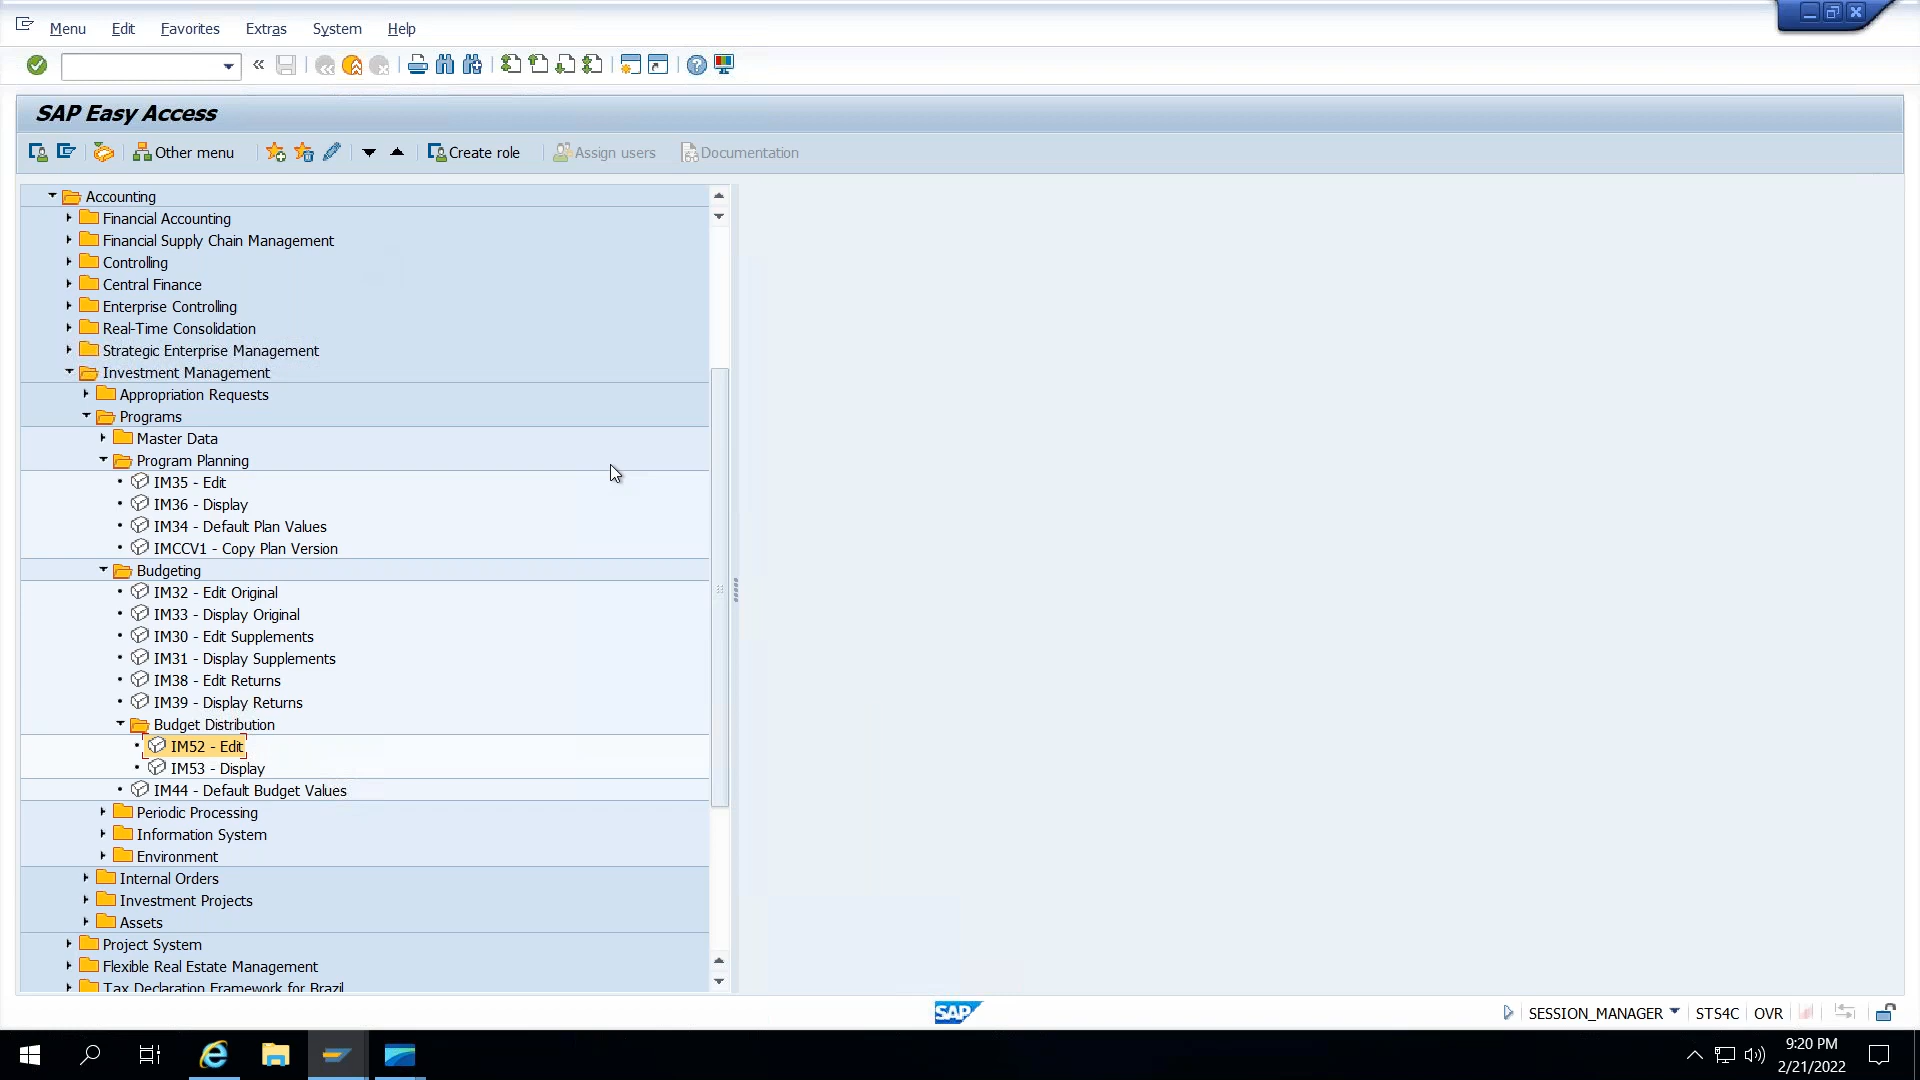 Menu Edit Favorites Extras System Help
SAP Easy Access
Other menu Create role Assign users Documentation
Accounting
Financial Accounting
Financial Supply Chain Management
Controlling
Central Finance
Enterprise Controlling
Real-Time Consolidation
Strategic Enterprise Management
Investment Management
Appropriation Requests
Programs
Master Data
Program Planning
IM35 - Edit
IM36 - Display
IM34 - Default Plan Values
IMCCV1 - Copy Plan Version
Budgeting
IM32 - Edit Original
IM33 - Display Original
IM30 - Edit Supplements
IM31 - Display Supplements
IM38 - Edit Returns
IM39 - Display Returns
Budget Distribution
IM52 - Edit
IM53 - Display
IM44 - Default Budget Values
Periodic Processing
Information System
Environment
Internal Orders
Investment Projects
Assets
Project System
Flexible Real Estate Management
Tax Declaration Framework for Brazil
SAP SESSION_MANAGER STS4C OVR
9:20 PM
2/21/2022